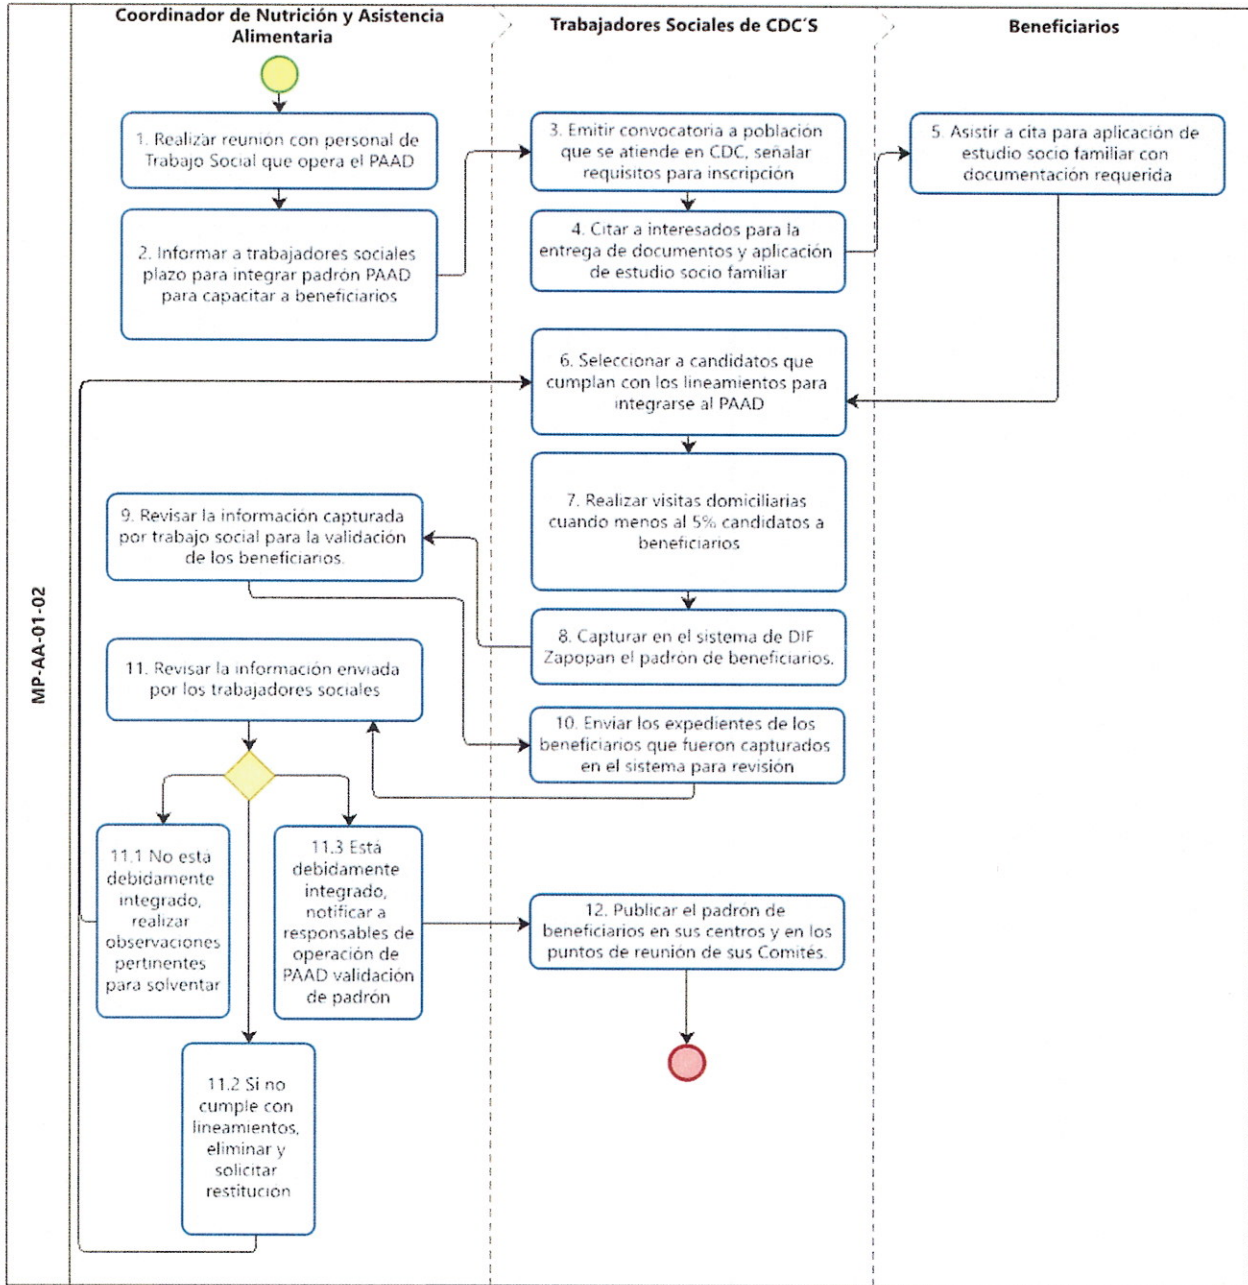 Coordinador de Nutrición y Asistencia
Alimentaria
Trabajadores Sociales de CDC´S
Beneficiarios
MP-AA-01-02
1. Realizar reunión con personal de
Trabajo Social que opera el PAAD
2. Informar a trabajadores sociales
plazo para integrar padrón PAAD
para capacitar a beneficiarios
3. Emitir convocatoria a población
que se atiende en CDC, señalar
requisitos para inscripción
4. Citar a interesados para la
entrega de documentos y aplicación
de estudio socio familiar
5. Asistir a cita para aplicación de
estudio socio familiar con
documentación requerida
6. Seleccionar a candidatos que
cumplan con los lineamientos para
integrarse al PAAD
7. Realizar visitas domiciliarias
cuando menos al 5% candidatos a
beneficiarios
8. Capturar en el sistema de DIF
Zapopan el padrón de beneficiarios.
9. Revisar la información capturada
por trabajo social para la validación
de los beneficiarios.
10. Enviar los expedientes de los
beneficiarios que fueron capturados
en el sistema para revisión
11. Revisar la información enviada
por los trabajadores sociales
11.1 No está
debidamente
integrado,
realizar
observaciones
pertinentes
para solventar
11.2 Si no
cumple con
lineamientos,
eliminar y
solicitar
restitución
11.3 Está
debidamente
integrado,
notificar a
responsables de
operación de
PAAD validación
de padrón
12. Publicar el padrón de
beneficiarios en sus centros y en los
puntos de reunión de sus Comités.